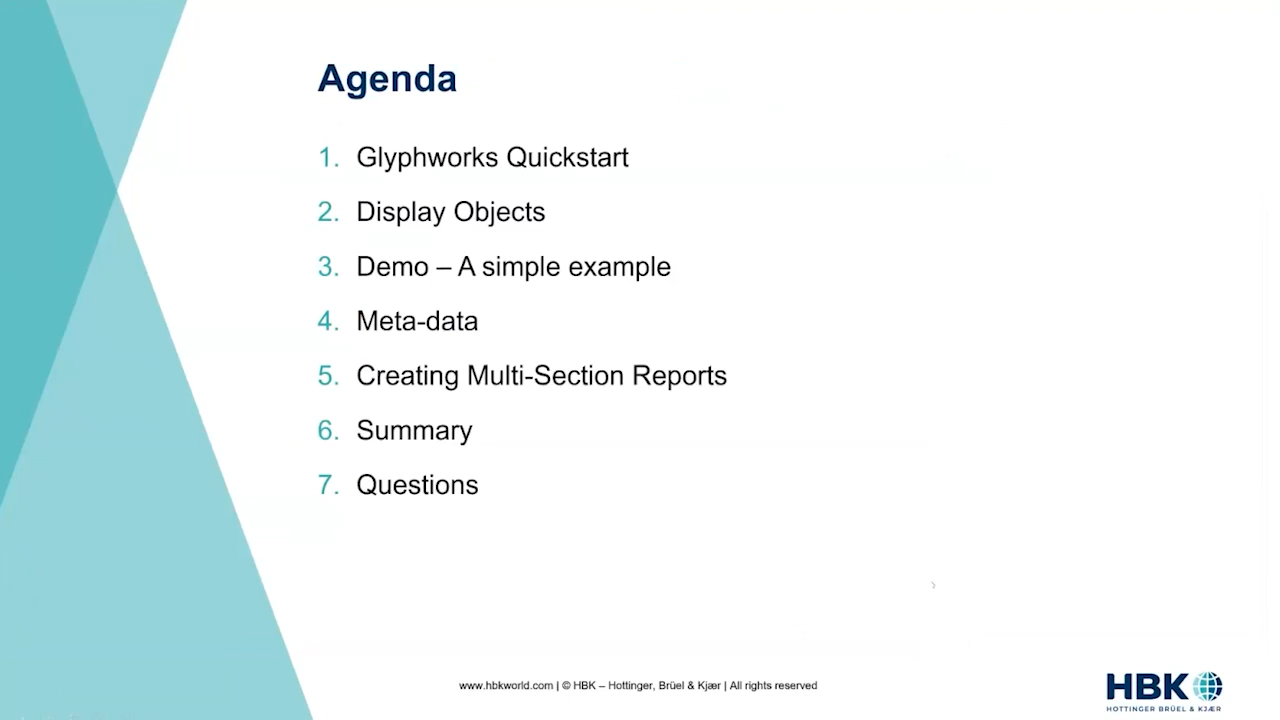 Agenda
1. Glyphworks Quickstart
2. Display Objects
3. Demo – A simple example
4. Meta-data
5. Creating Multi-Section Reports
6. Summary
7. Questions
www.hbkworld.com | © HBK – Hottinger, Brüel & Kjær | All rights reserved
HBK
HOTTINGER BRÜEL & KJÆR